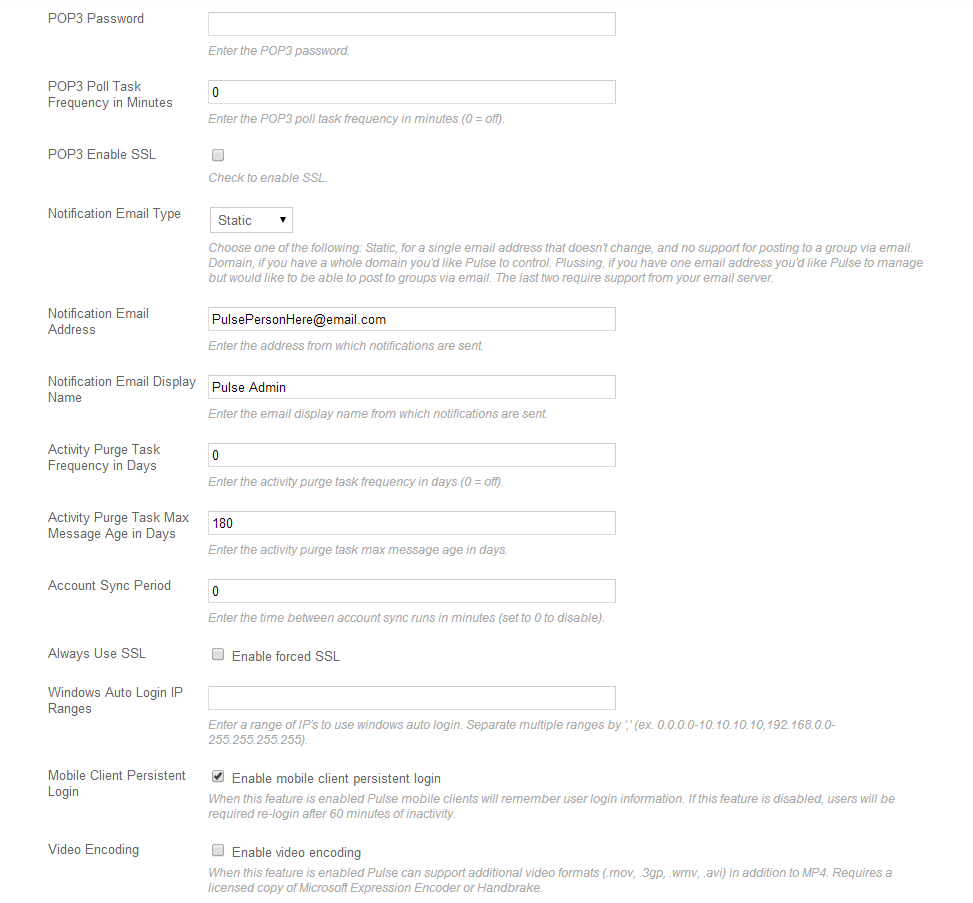 POP3 Password
Enter the POP3 password.
POP3 Poll Task
Frequency in Minutes
0
Enter the POP3 poll task frequency in minutes (0 = off).
POP3 Enable SSL
Check to enable SSL.
Notification Email Type
Static
Choose one of the following: Static, for a single email address that doesn't change, and no support for posting to a group via email.
Domain, if you have a whole domain you'd like Pulse to control. Plussing, if you have one email address you'd like Pulse to manage
but would like to be able to post to groups via email. The last two require support from your email server.
Notification Email
Address
PulsePersonHere@email.com
Enter the address from which notifications are sent.
Notification Email Display
Name
Pulse Admin
Enter the email display name from which notifications are sent.
Activity Purge Task
Frequency in Days
0
Enter the activity purge task frequency in days (0 = off).
Activity Purge Task Max
Message Age in Days
180
Enter the activity purge task max message age in days.
Account Sync Period
0
Enter the time between account sync runs in minutes (set to 0 to disable).
Always Use SSL
Enable forced SSL
Windows Auto Login IP
Ranges
Enter a range of IP's to use windows auto login. Separate multiple ranges by ',' (ex. 0.0.0.0-10.10.10.10,192.168.0.0-
255.255.255.255).
Mobile Client Persistent
Login
Enable mobile client persistent login
When this feature is enabled Pulse mobile clients will remember user login information. If this feature is disabled, users will be
required re-login after 60 minutes of inactivity.
Video Encoding
Enable video encoding
When this feature is enabled Pulse can support additional video formats (.mov, .3gp, .wmv, .avi) in addition to MP4. Requires a
licensed copy of Microsoft Expression Encoder or Handbrake.